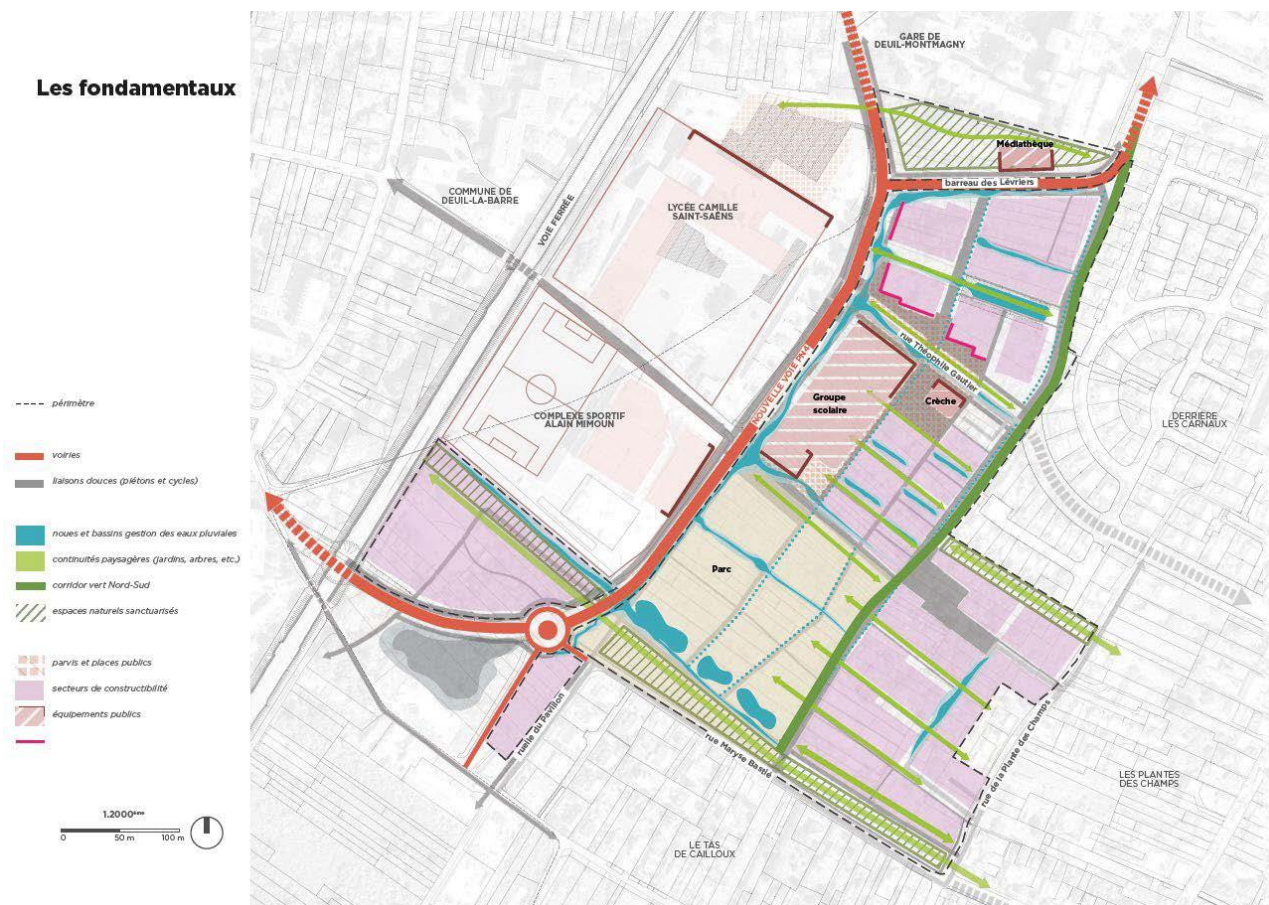 Les fondamentaux
périmètre
voiries
liaisons douces (piétons et cycles)
noues et bassins gestion des eaux pluviales
continuités paysagères (jardins, arbres, etc.)
corridor vert Nord-Sud
espaces naturels sanctuarisés
parvis et places publics
secteurs de constructibilité
équipements publics
1.2000ème
0 50 m 100 m
GARE DE
DEUIL-MONTMAGNY
Médiathèque
barreau des Lévriers
COMMUNE DE
DEUIL-LA-BARRE
VOIE FERRÉE
LYCÉE CAMILLE
SAINT-SAËNS
NOUVELLE VOIE PN4
rue Théophile Gautier
Groupe
scolaire
Crèche
COMPLEXE SPORTIF
ALAIN MIMOUN
DERRIÈRE
LES CARNAUX
Parc
ruelle du Pavillon
rue Maryse Bastié
rue de la Plante des Champs
LES PLANTES
DES CHAMPS
LE TAS
DE CAILLOUX